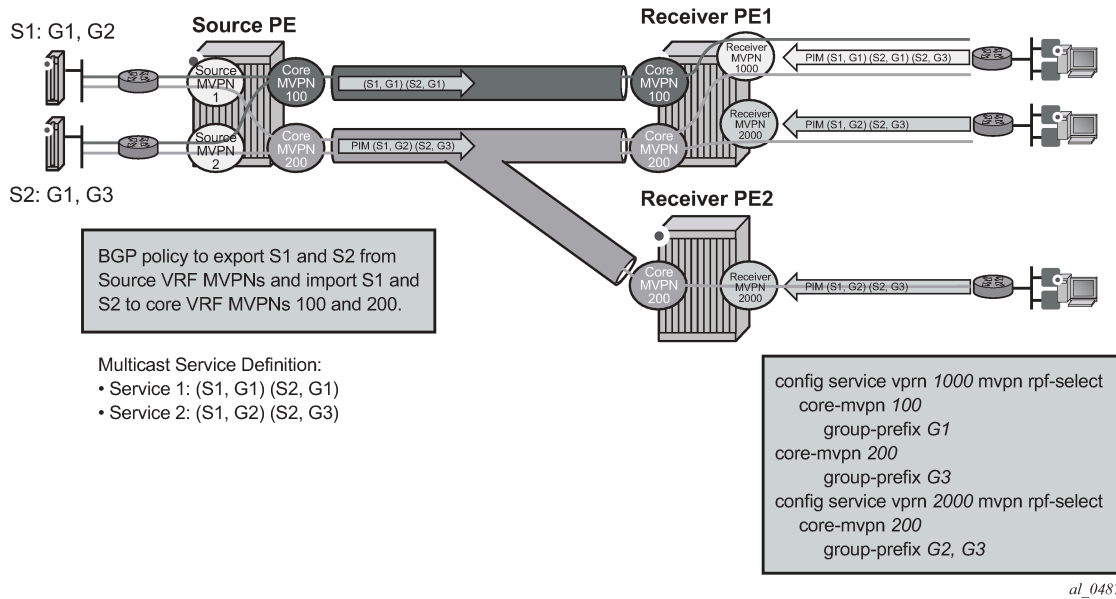 S1: G1, G2
Source PE
Receiver PE1
Source
MVPN
1
Core
MVPN
100
(S1, G1) (S2, G1)
Core
MVPN
100
Receiver
MVPN
1000
PIM (S1, G1) (S2, G1) (S2, G3)
Source
MVPN
2
Core
MVPN
200
PIM (S1, G2) (S2, G3)
Core
MVPN
200
Receiver
MVPN
2000
PIM (S1, G2) (S2, G3)
S2: G1, G3
Receiver PE2
BGP policy to export S1 and S2 from
Source VRF MVPNs and import S1 and
S2 to core VRF MVPNs 100 and 200.
Core
MVPN
200
Receiver
MVPN
2000
PIM (S1, G2) (S2, G3)
Multicast Service Definition:
• Service 1: (S1, G1) (S2, G1)
• Service 2: (S1, G2) (S2, G3)
config service vprn 1000 mvpn rpf-select
core-mvpn 100
group-prefix G1
core-mvpn 200
group-prefix G3
config service vprn 2000 mvpn rpf-select
core-mvpn 200
group-prefix G2, G3
al_0487